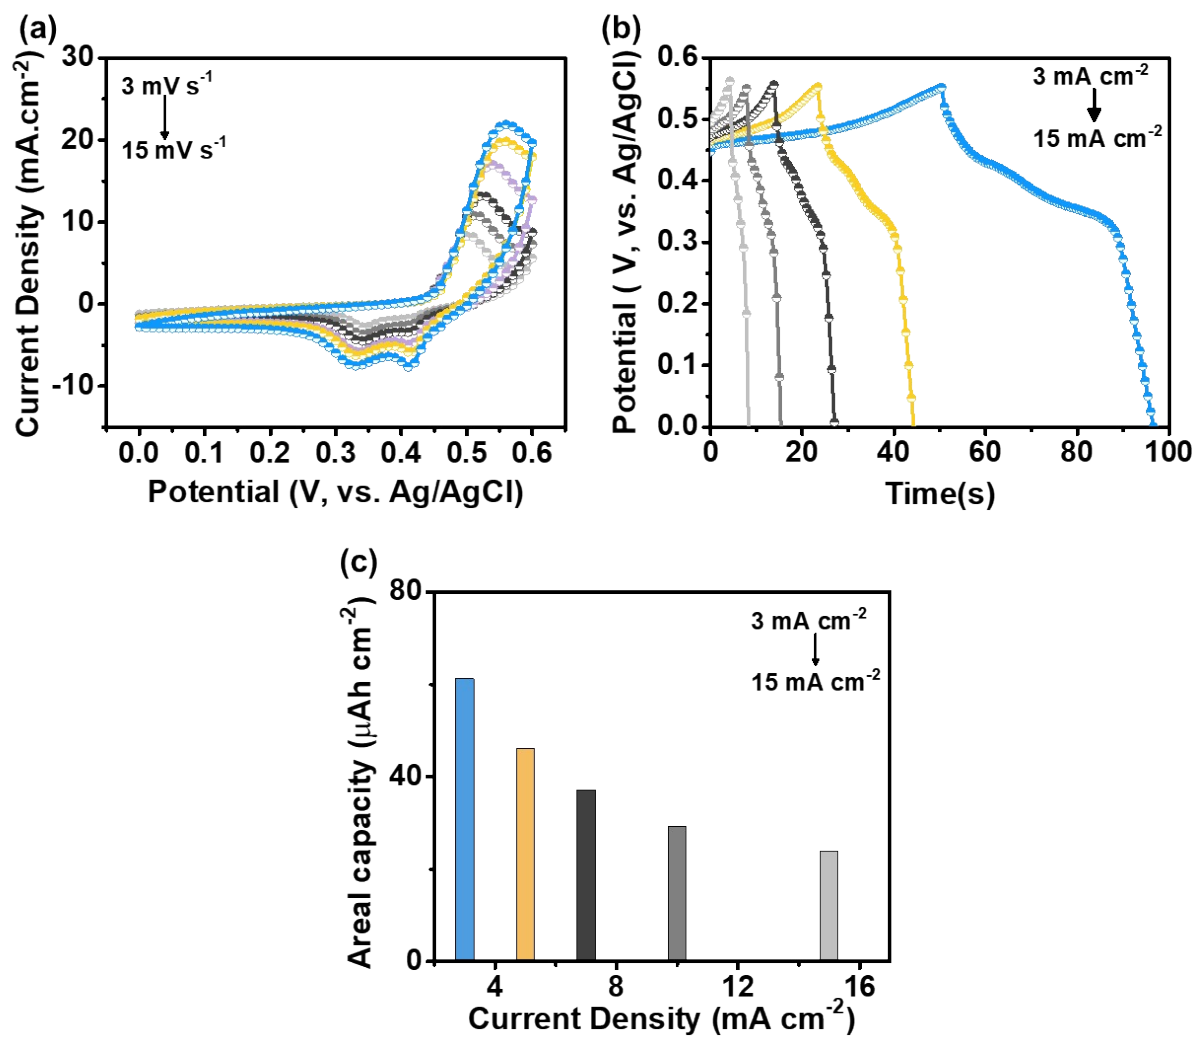 (a)
30
20
10
0
-10
Current Density (mA.cm⁻²)
3 mV s⁻¹
15 mV s⁻¹
0.0 0.1 0.2 0.3 0.4 0.5 0.6
Potential (V, vs. Ag/AgCl)
(b)
0.6
0.5
0.4
0.3
0.2
0.1
0.0
Potential ( V, vs. Ag/AgCl)
3 mA cm⁻²
15 mA cm⁻²
0 20 40 60 80 100
Time(s)
(c)
80
40
0
Areal capacity (μAh cm⁻²)
3 mA cm⁻²
15 mA cm⁻²
4 8 12 16
Current Density (mA cm⁻²)